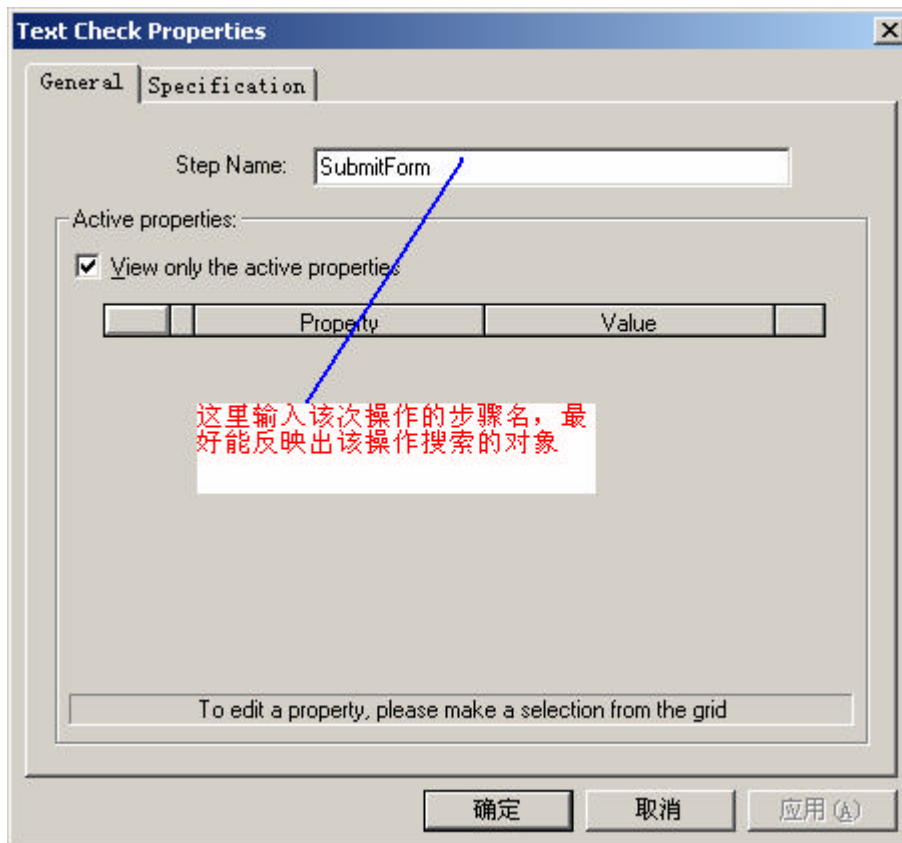 Text Check Properties
General
Specification
Step Name:
SubmitForm
Active properties:
View only the active properties
Property
Value
这里输入该次操作的步骤名，最
好能反映出该操作搜索的对象
To edit a property, please make a selection from the grid
确定
取消
应用(A)